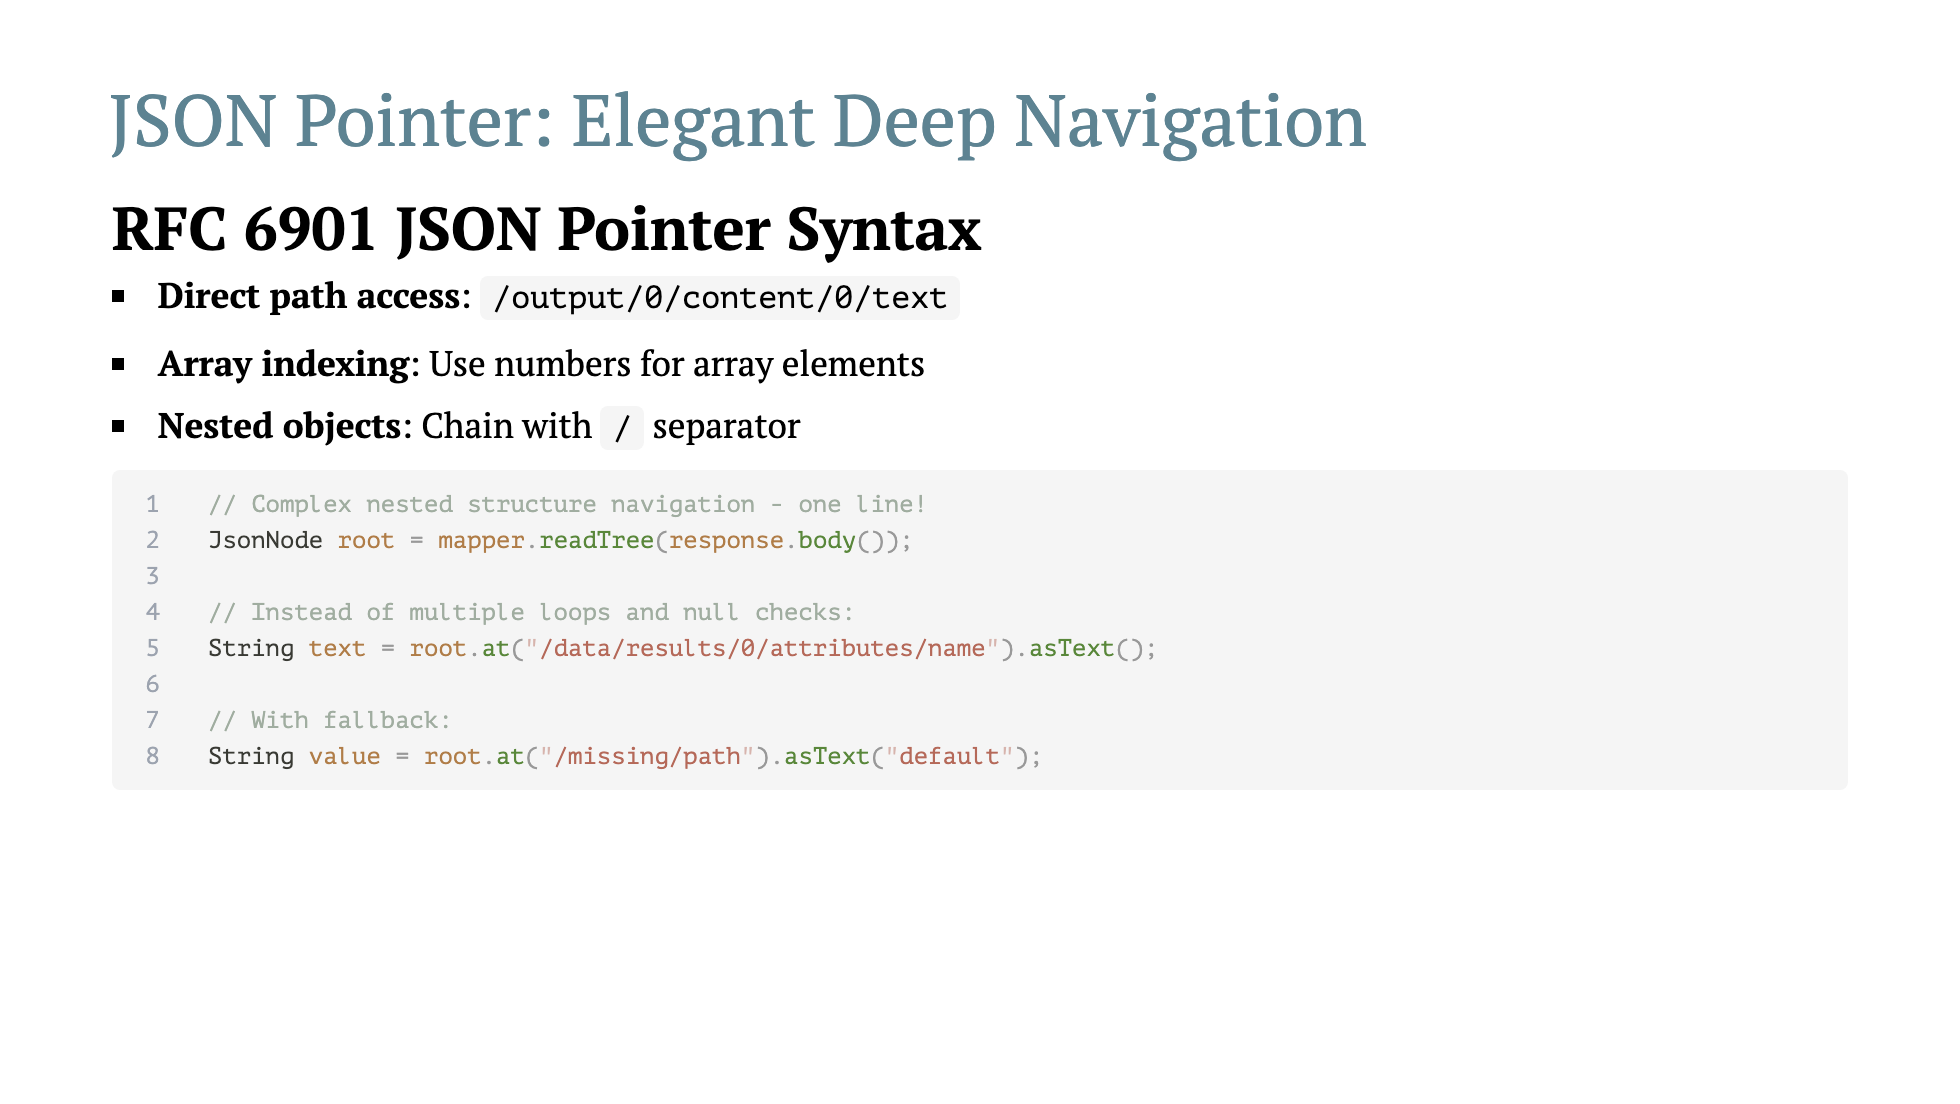 JSON Pointer: Elegant Deep Navigation
RFC 6901 JSON Pointer Syntax
▪ Direct path access: /output/0/content/0/text
▪ Array indexing: Use numbers for array elements
▪ Nested objects: Chain with / separator
1 // Complex nested structure navigation - one line!
2 JsonNode root = mapper.readTree(response.body());
3
4 // Instead of multiple loops and null checks:
5 String text = root.at("/data/results/0/attributes/name").asText();
6
7 // With fallback:
8 String value = root.at("/missing/path").asText("default");